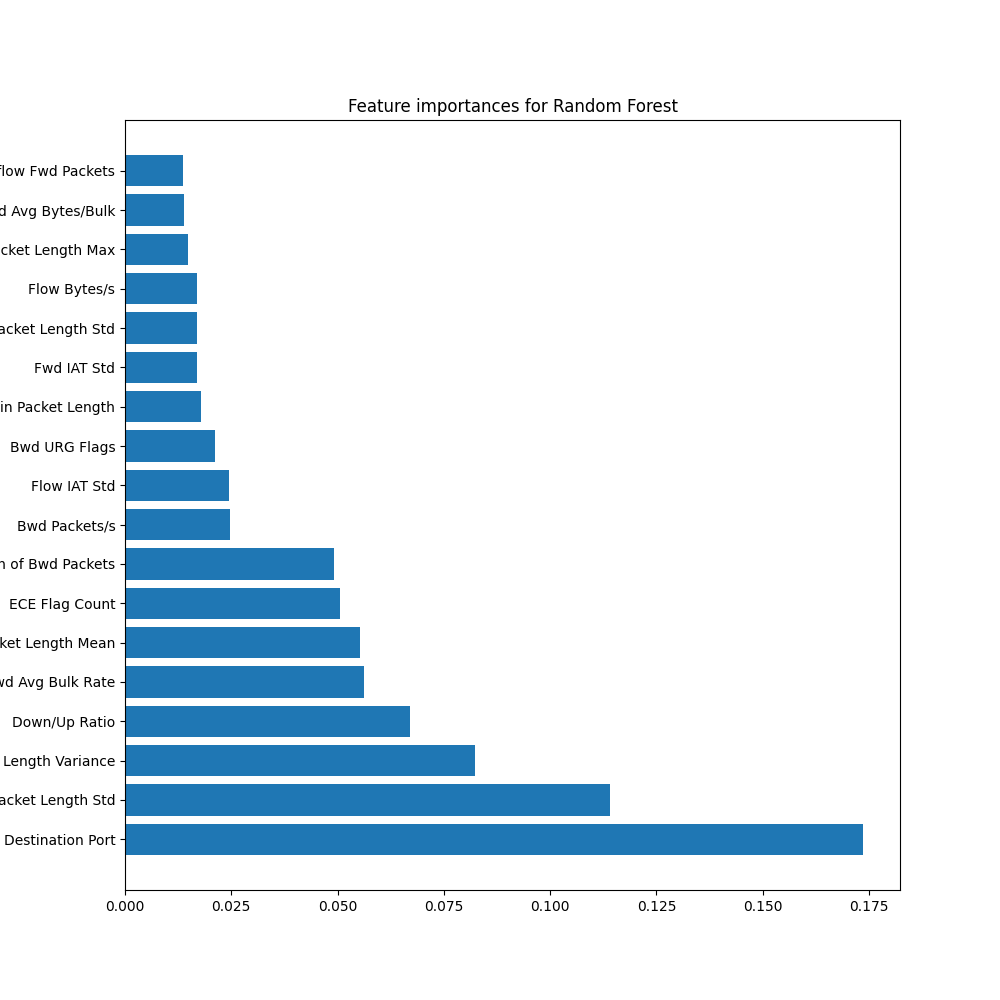 Feature importances for Random Forest
flow Fwd Packets
d Avg Bytes/Bulk
cket Length Max
Flow Bytes/s
acket Length Std
Fwd IAT Std
in Packet Length
Bwd URG Flags
Flow IAT Std
Bwd Packets/s
n of Bwd Packets
ECE Flag Count
ket Length Mean
wd Avg Bulk Rate
Down/Up Ratio
Length Variance
acket Length Std
Destination Port
0.000 0.025 0.050 0.075 0.100 0.125 0.150 0.175